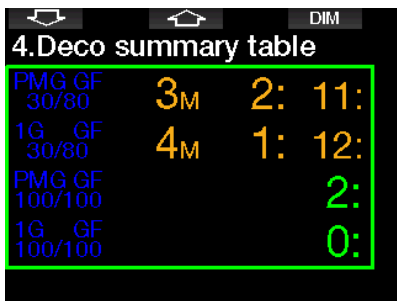 DIM
4.Deco summary table
PMG GF
30/80 3M 2: 11:
1G GF
30/80 4M 1: 12:
PMG GF
100/100 2:
1G GF
100/100 0: